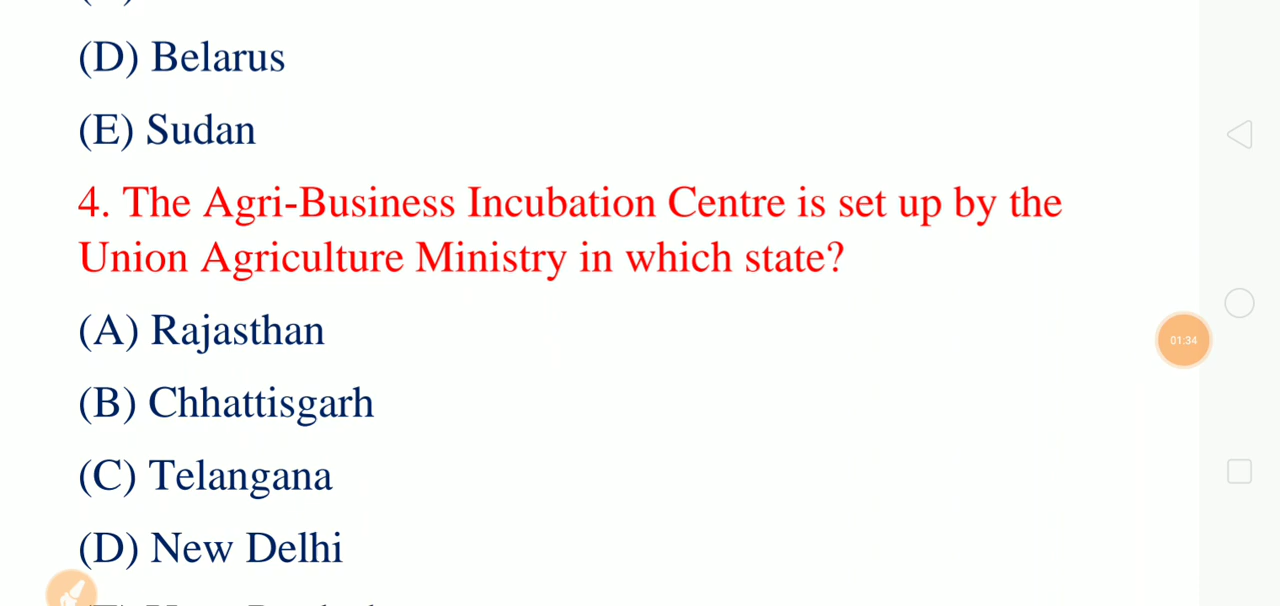 (D) Belarus
(E) Sudan
4. The Agri-Business Incubation Centre is set up by the
Union Agriculture Ministry in which state?
(A) Rajasthan
01:34
(B) Chhattisgarh
(C) Telangana
(D) New Delhi